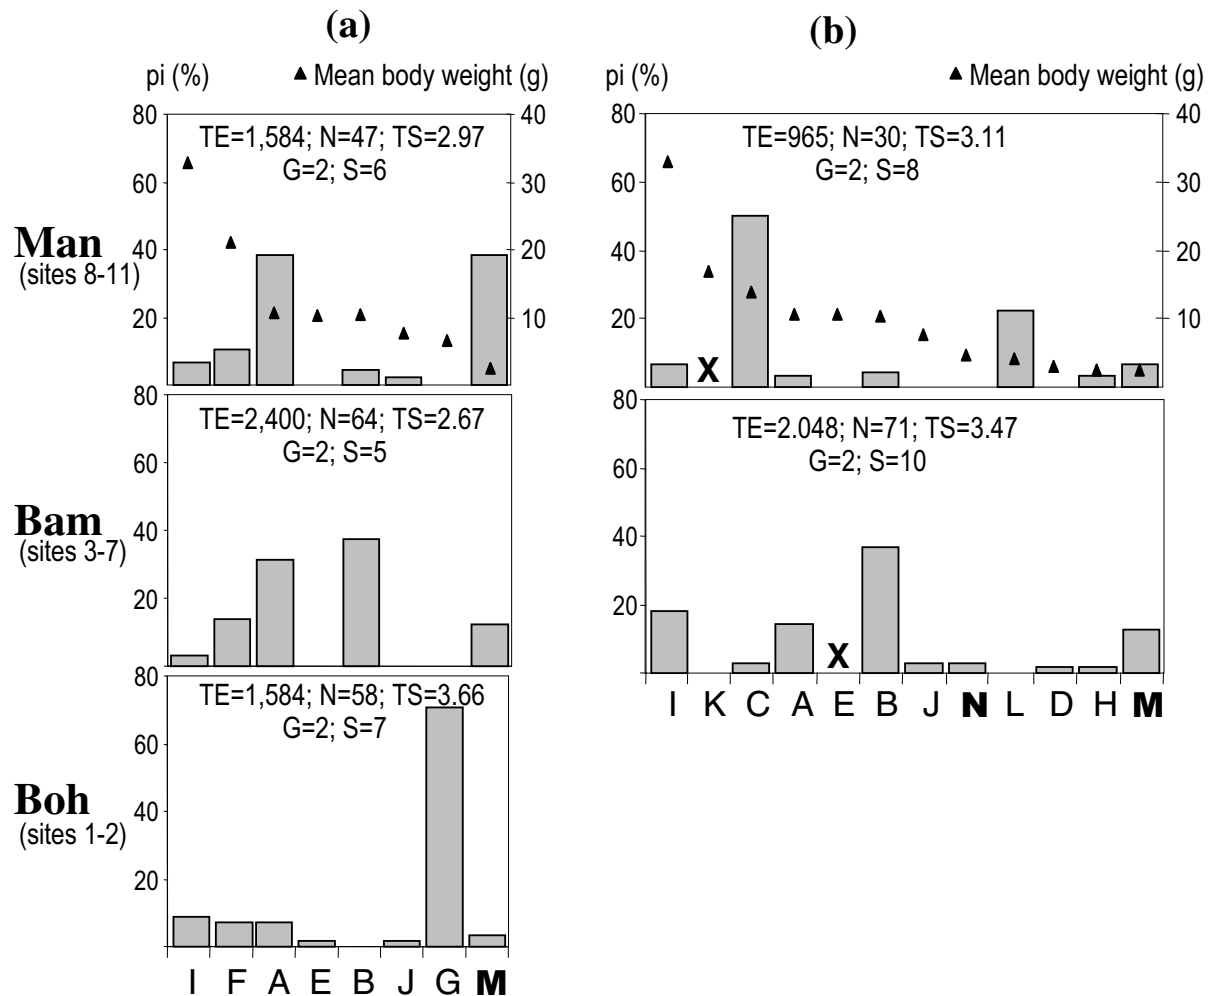 (a)
pi (%) ▲ Mean body weight (g)
80 40
TE=1,584; N=47; TS=2.97
G=2; S=6
60 30
40 20
20 10
Man
(sites 8-11)
80
TE=2,400; N=64; TS=2.67
G=2; S=5
60
40
20
Bam
(sites 3-7)
80
TE=1,584; N=58; TS=3.66
G=2; S=7
60
40
20
Boh
(sites 1-2)
I F A E B J G M
(b)
pi (%) ▲ Mean body weight (g)
80 40
TE=965; N=30; TS=3.11
G=2; S=8
60 30
40 20
20 10
X
80
TE=2.048; N=71; TS=3.47
G=2; S=10
60
40
20
X
I K C A E B J N L D H M